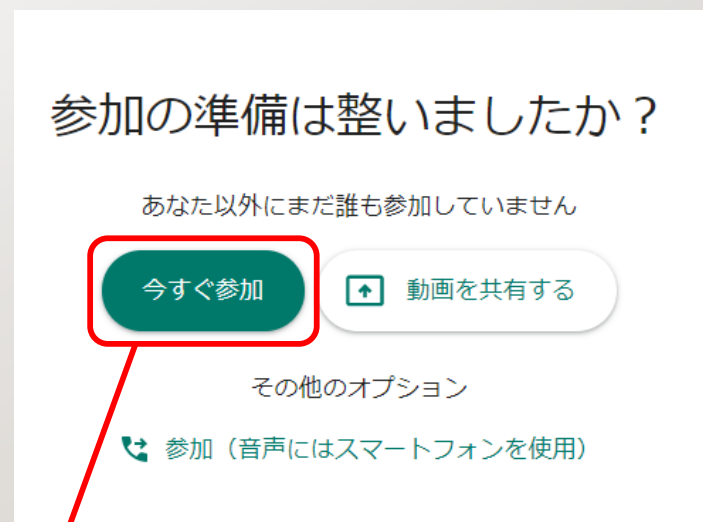 参加の準備は整いましたか？
あなた以外にまだ誰も参加していません
今すぐ参加
動画を共有する
その他のオプション
参加（音声にはスマートフォンを使用）